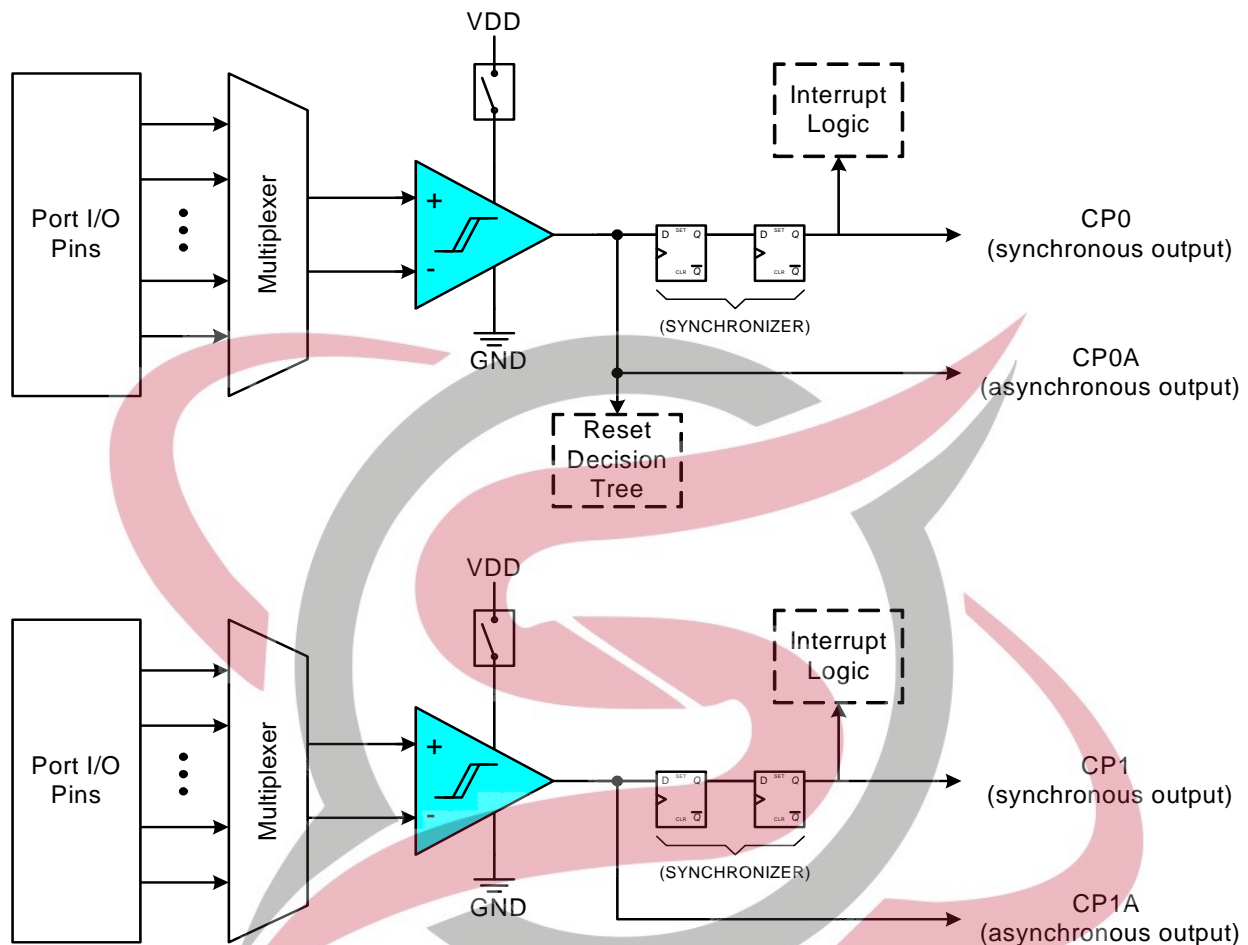 VDD
Port I/O
Pins
Multiplexer
+
-
GND
D SET Q
CLR Q
D SET Q
CLR Q
(SYNCHRONIZER)
Interrupt
Logic
CP0
(synchronous output)
CP0A
(asynchronous output)
Reset
Decision
Tree
VDD
Port I/O
Pins
Multiplexer
+
-
GND
D SET Q
CLR Q
D SET Q
CLR Q
(SYNCHRONIZER)
Interrupt
Logic
CP1
(synchronous output)
CP1A
(asynchronous output)